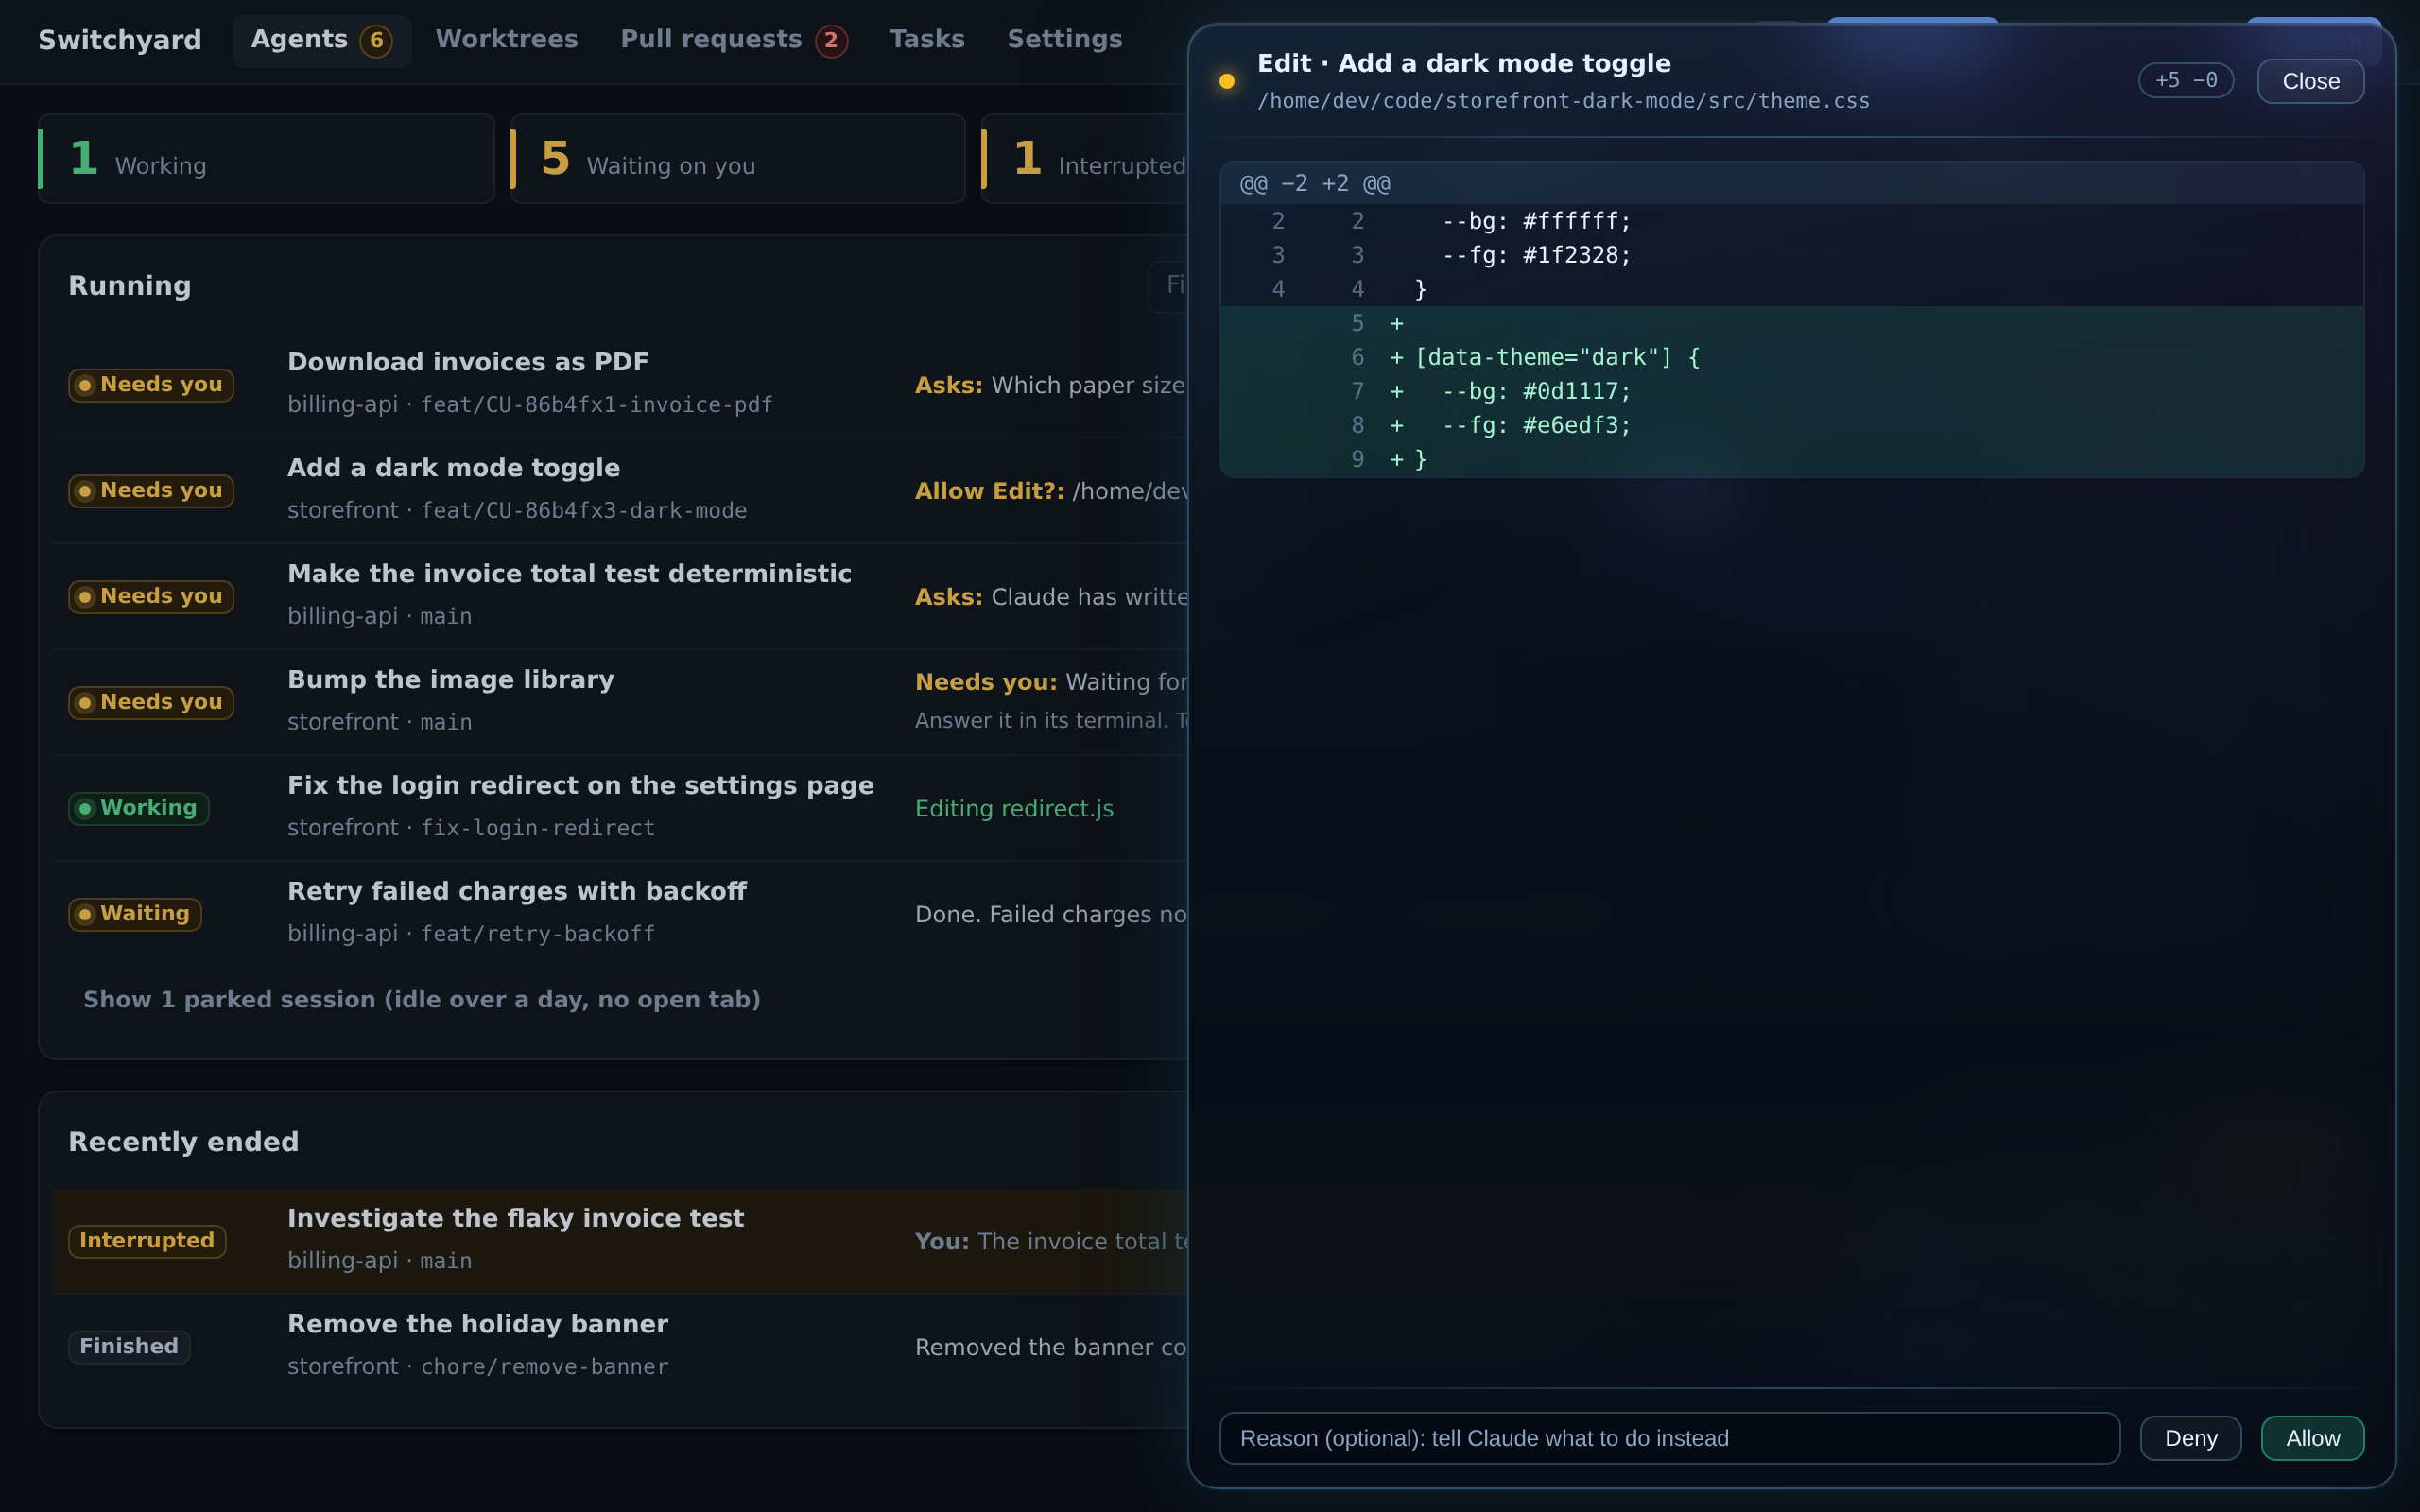 Switchyard Agents 6 Worktrees Pull requests 2 Tasks Settings
1 Working
5 Waiting on you
1 Interrupted
Running
Needs you
Download invoices as PDF
billing-api · feat/CU-86b4fx1-invoice-pdf
Asks: Which paper size
Needs you
Add a dark mode toggle
storefront · feat/CU-86b4fx3-dark-mode
Allow Edit?: /home/dev
Needs you
Make the invoice total test deterministic
billing-api · main
Asks: Claude has writte
Needs you
Bump the image library
storefront · main
Needs you: Waiting for
Answer it in its terminal.
Working
Fix the login redirect on the settings page
storefront · fix-login-redirect
Editing redirect.js
Waiting
Retry failed charges with backoff
billing-api · feat/retry-backoff
Done. Failed charges no
Show 1 parked session (idle over a day, no open tab)
Recently ended
Interrupted
Investigate the flaky invoice test
billing-api · main
You: The invoice total te
Finished
Remove the holiday banner
storefront · chore/remove-banner
Removed the banner co
Edit · Add a dark mode toggle
/home/dev/code/storefront-dark-mode/src/theme.css
+5 −0
Close
@@ −2 +2 @@
2 2 --bg: #ffffff;
3 3 --fg: #1f2328;
4 4 }
5 +
6 + [data-theme="dark"] {
7 + --bg: #0d1117;
8 + --fg: #e6edf3;
9 + }
Reason (optional): tell Claude what to do instead
Deny
Allow